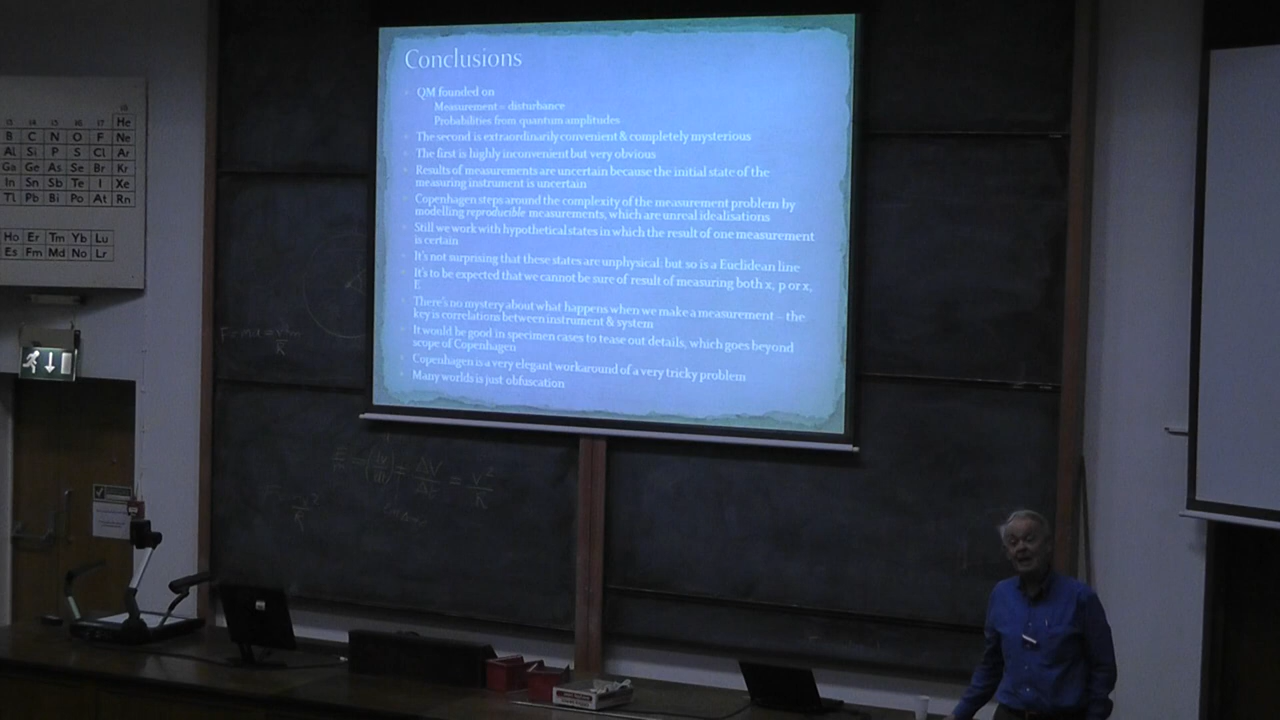 Conclusions
QM founded on
Measurement = disturbance
Probabilities from quantum amplitudes
The second is extraordinarily convenient & completely mysterious
The first is highly inconvenient but very obvious
Results of measurements are uncertain because the initial state of the
measuring instrument is uncertain
Copenhagen steps around the complexity of the measurement problem by
modelling reproducible measurements, which are unreal idealisations
Still we work with hypothetical states in which the result of one measurement
is certain
It's not surprising that these states are unphysical: but so is a Euclidean line
It's to be expected that we cannot be sure of result of measuring both x, p or x,
E
There's no mystery about what happens when we make a measurement – the
key is correlations between instrument & system
It would be good in specimen cases to tease out details, which goes beyond
scope of Copenhagen
Copenhagen is a very elegant workaround of a very tricky problem
Many worlds is just obfuscation
18
13 14 15 16 17 He
B C N O F Ne
Al Si P S Cl Ar
Ga Ge As Se Br Kr
In Sn Sb Te I Xe
Tl Pb Bi Po At Rn
Ho Er Tm Yb Lu
Es Fm Md No Lr